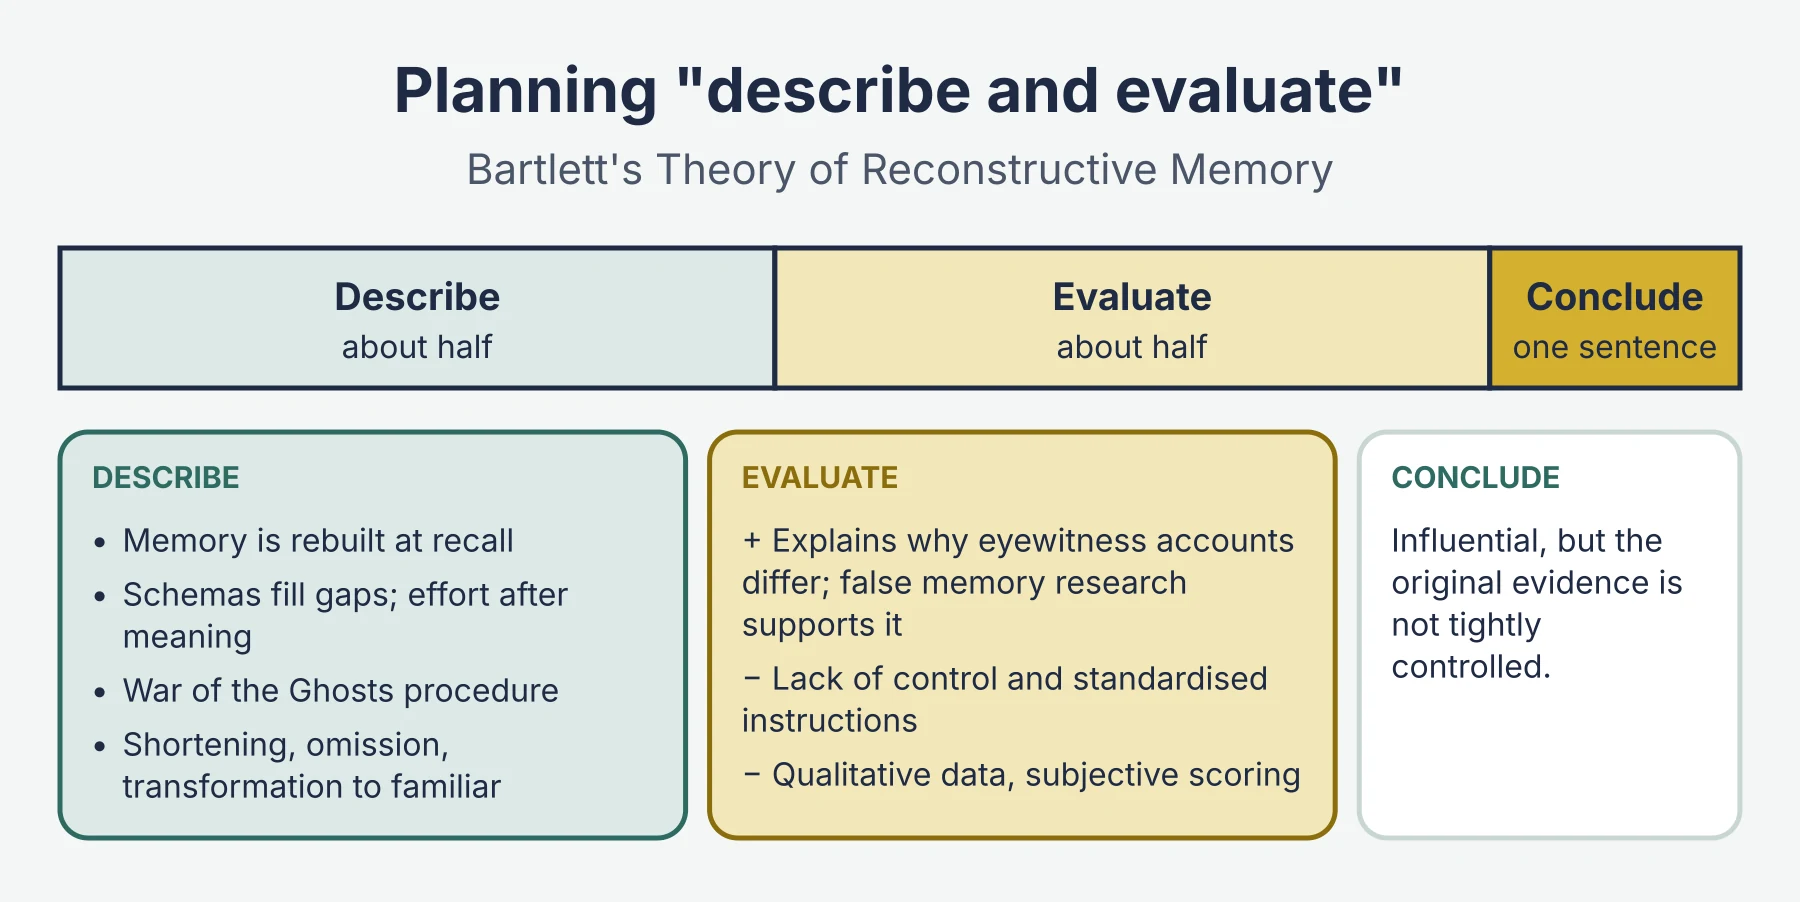 Planning "describe and evaluate"
Bartlett's Theory of Reconstructive Memory
Describe
about half
Evaluate
about half
Conclude
one sentence
DESCRIBE
• Memory is rebuilt at recall
• Schemas fill gaps; effort after
meaning
• War of the Ghosts procedure
• Shortening, omission,
transformation to familiar
EVALUATE
+ Explains why eyewitness accounts
differ; false memory research
supports it
− Lack of control and standardised
instructions
− Qualitative data, subjective scoring
CONCLUDE
Influential, but the
original evidence is
not tightly
controlled.